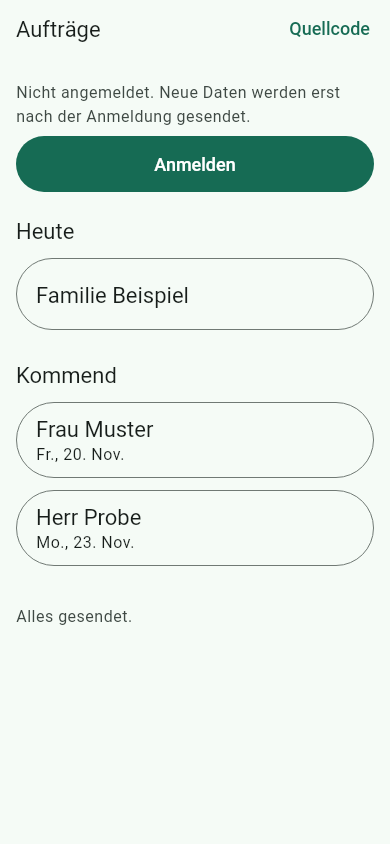 Aufträge
Quellcode
Nicht angemeldet. Neue Daten werden erst
nach der Anmeldung gesendet.
Anmelden
Heute
Familie Beispiel
Kommend
Frau Muster
Fr., 20. Nov.
Herr Probe
Mo., 23. Nov.
Alles gesendet.